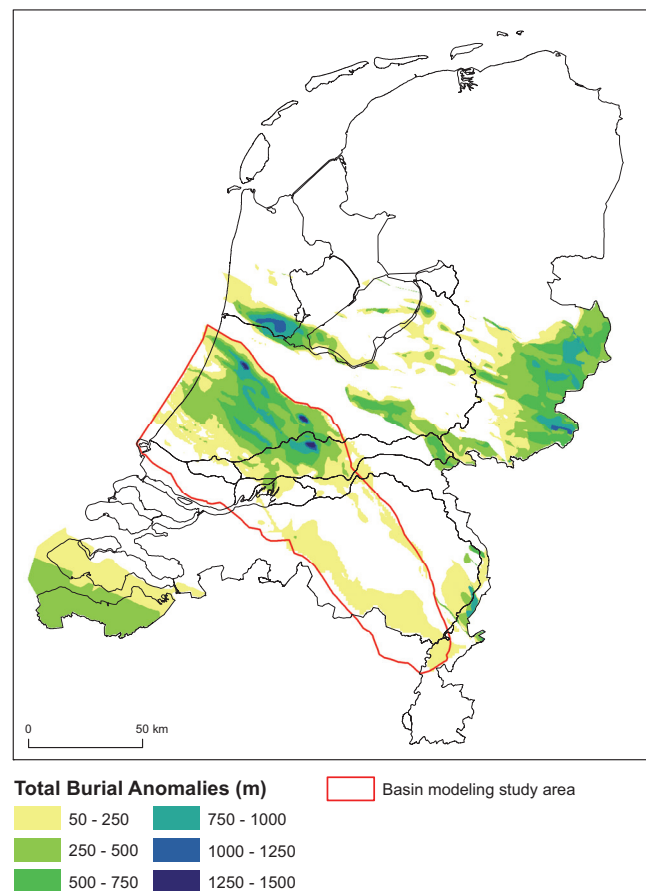 0 50 km
Total Burial Anomalies (m)
Basin modeling study area
50 - 250
750 - 1000
250 - 500
1000 - 1250
500 - 750
1250 - 1500